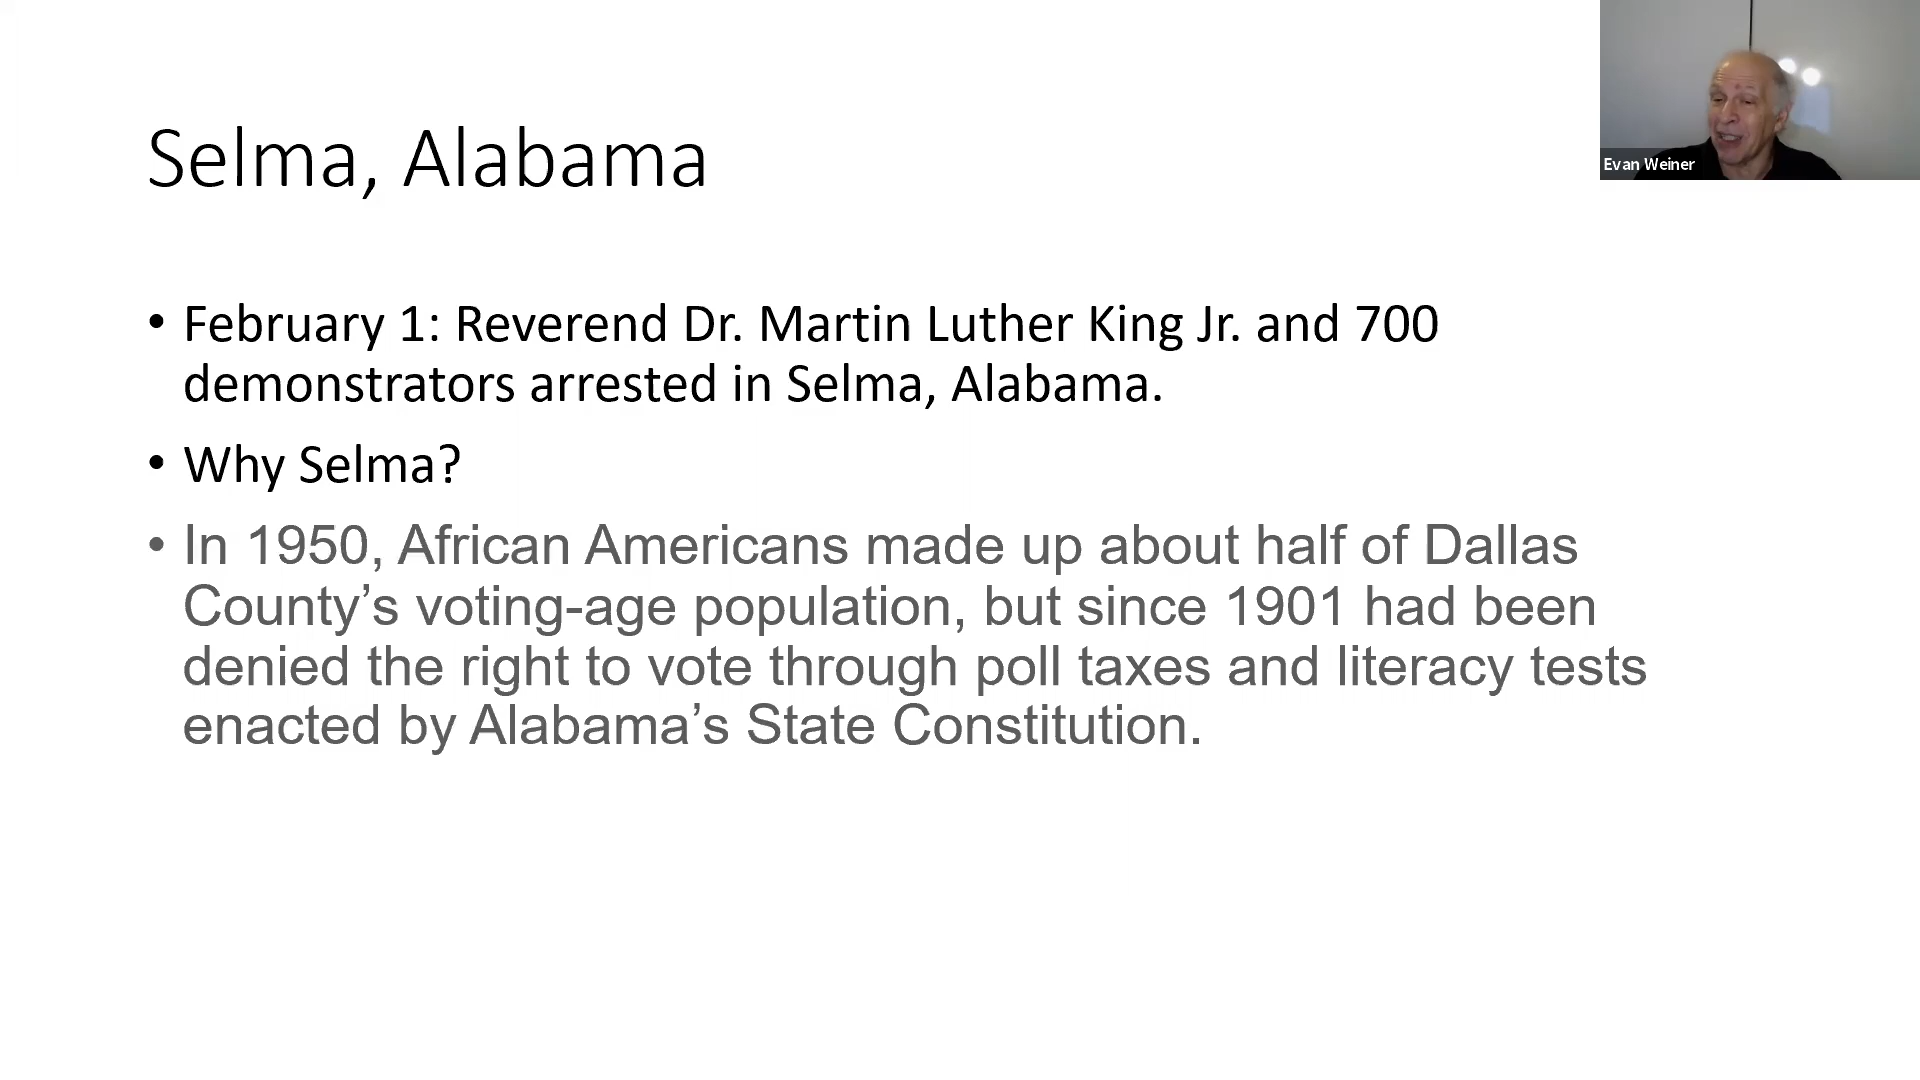 Selma, Alabama
Evan Weiner
• February 1: Reverend Dr. Martin Luther King Jr. and 700
demonstrators arrested in Selma, Alabama.
• Why Selma?
• In 1950, African Americans made up about half of Dallas
County’s voting-age population, but since 1901 had been
denied the right to vote through poll taxes and literacy tests
enacted by Alabama’s State Constitution.